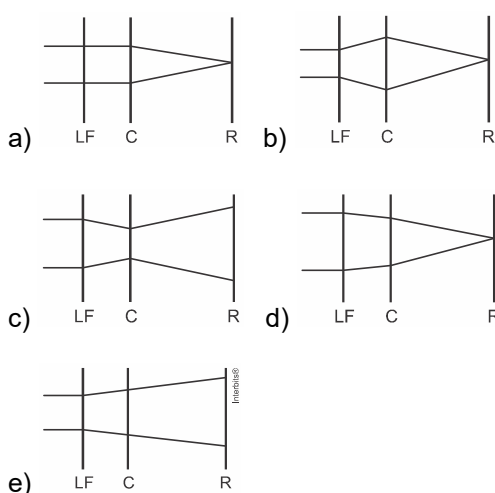 LF C R
a)
LF C R
b)
LF C R
c)
LF C R
d)
Interbits®
LF C R
e)